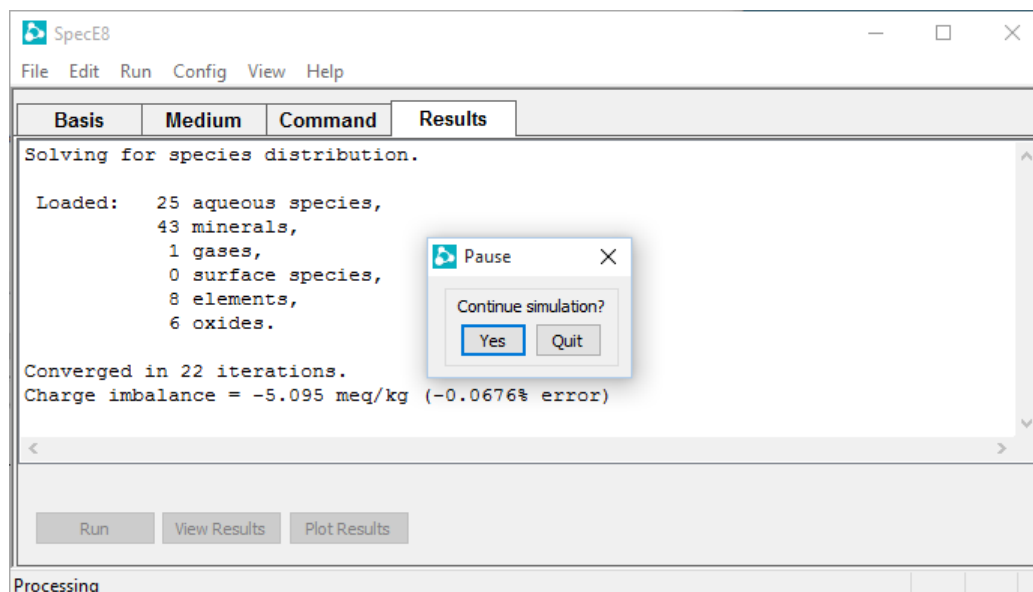 SpecE8
File Edit Run Config View Help
Basis Medium Command Results
Solving for species distribution.
Loaded: 25 aqueous species,
43 minerals,
1 gases,
0 surface species,
8 elements,
6 oxides.
Converged in 22 iterations.
Charge imbalance = -5.095 meq/kg (-0.0676% error)
Pause
Continue simulation?
Yes Quit
Run View Results Plot Results
Processing